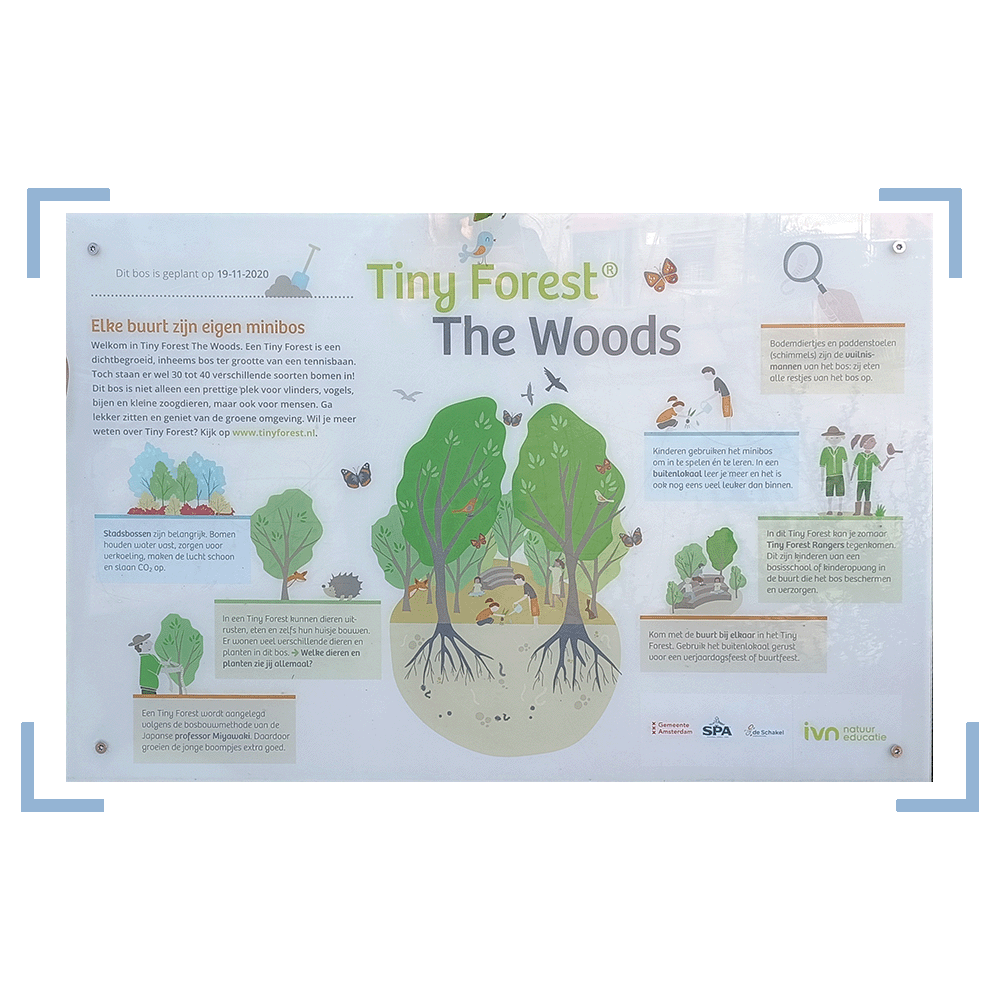 Dit bos is geplant op 19-11-2020
Tiny Forest®
The Woods
Elke buurt zijn eigen minibos
Welkom in Tiny Forest The Woods. Een Tiny Forest is een
dichtbegroeid, inheems bos ter grootte van een tennisbaan.
Toch staan er wel 30 tot 40 verschillende soorten bomen in!
Dit bos is niet alleen een prettige plek voor vlinders, vogels,
bijen en kleine zoogdieren, maar ook voor mensen. Ga
lekker zitten en geniet van de groene omgeving. Wil je meer
weten over Tiny Forest? Kijk op www.tinyforest.nl.
Bodemdiertjes en paddenstoelen
(schimmels) zijn de vuilnis-
mannen van het bos: zij eten
alle restjes van het bos op.
Kinderen gebruiken het minibos
om in te spelen én te leren. In een
buitenlokaal leer je meer en het is
ook nog eens veel leuker dan binnen.
Stadsbossen zijn belangrijk. Bomen
houden water vast, zorgen voor
verkoeling, maken de lucht schoon
en slaan CO₂ op.
In dit Tiny Forest kan je zomaar
Tiny Forest Rangers tegenkomen.
Dit zijn kinderen van een
basisschool of kinderopvang in
de buurt die het bos beschermen
en verzorgen.
In een Tiny Forest kunnen dieren uit-
rusten, eten en zelfs hun huisje bouwen.
Er wonen veel verschillende dieren en
planten in dit bos. → Welke dieren en
planten zie jij allemaal?
Kom met de buurt bij elkaar in het Tiny
Forest. Gebruik het buitenlokaal gerust
voor een verjaardagsfeest of buurtfeest.
Een Tiny Forest wordt aangelegd
volgens de bosbouwmethode van de
Japanse professor Miyawaki. Daardoor
groeien de jonge boompjes extra goed.
Gemeente
Amsterdam
SPA
de Schakel
ivn natuur
educatie